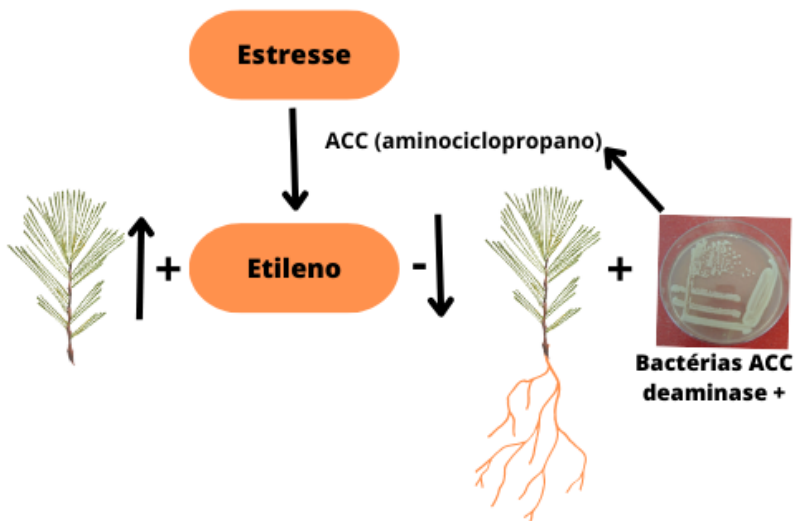 Estresse
ACC (aminociclopropano)
+
Etileno
-
+
Bactérias ACC
deaminase +